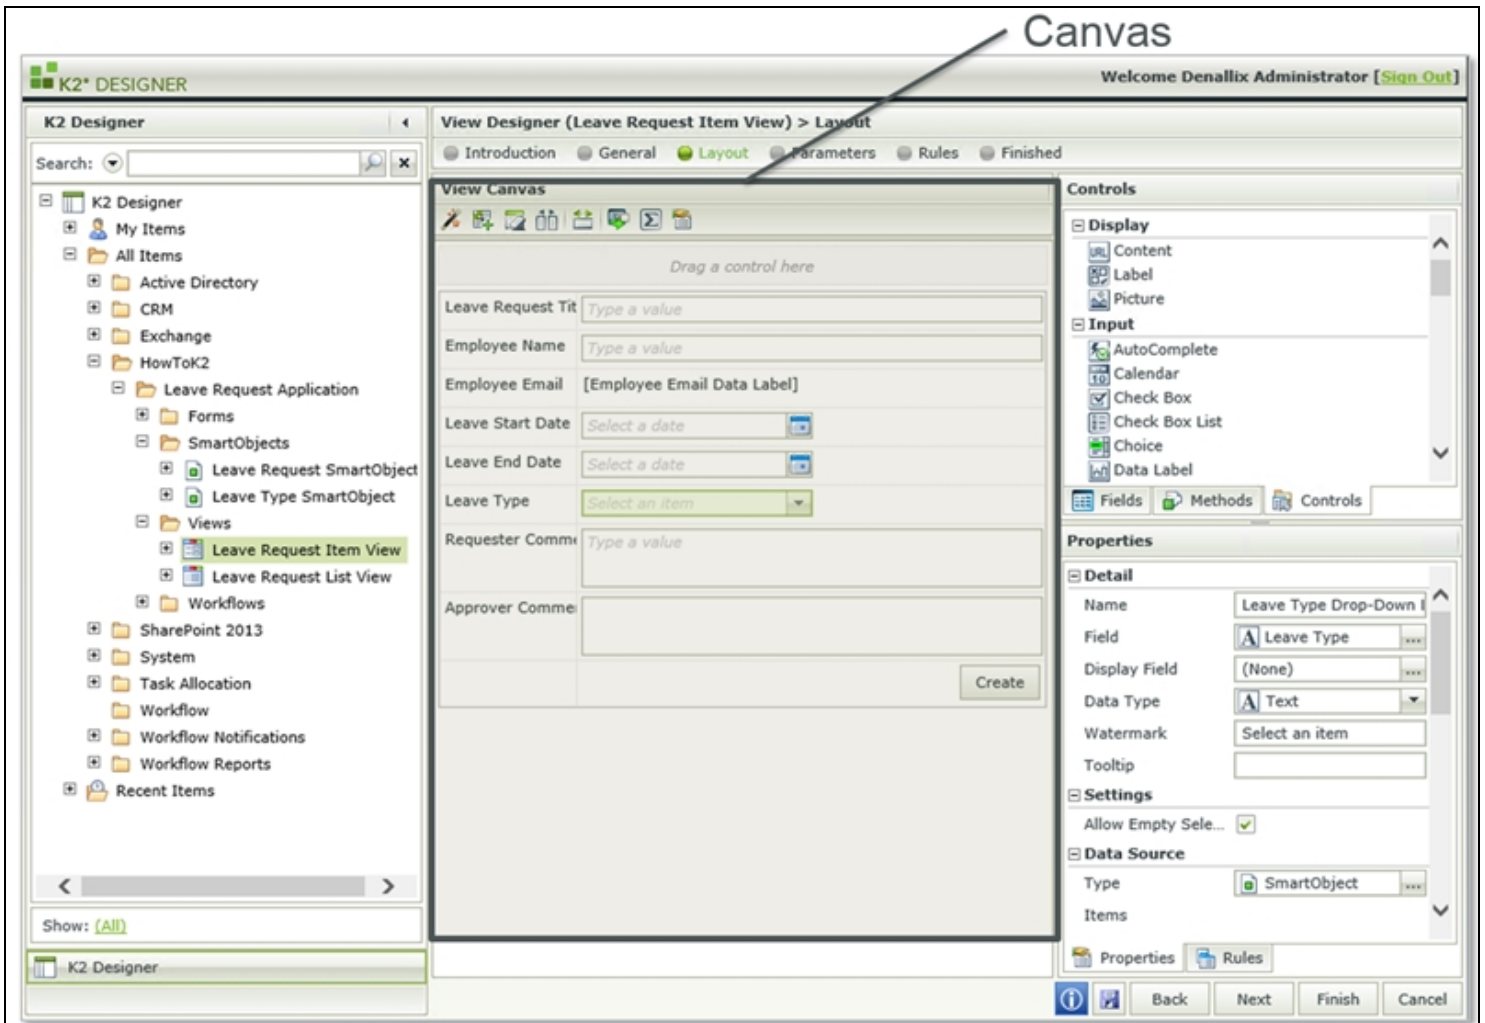 Canvas
K2* DESIGNER
Welcome Denallix Administrator [Sign Out]
K2 Designer
Search:
K2 Designer
My Items
All Items
Active Directory
CRM
Exchange
HowToK2
Leave Request Application
Forms
SmartObjects
Leave Request SmartObject
Leave Type SmartObject
Views
Leave Request Item View
Leave Request List View
Workflows
SharePoint 2013
System
Task Allocation
Workflow
Workflow Notifications
Workflow Reports
Recent Items
Show: (All)
K2 Designer
View Designer (Leave Request Item View) > Layout
Introduction General Layout Parameters Rules Finished
View Canvas
Drag a control here
Leave Request Tit Type a value
Employee Name Type a value
Employee Email [Employee Email Data Label]
Leave Start Date Select a date
Leave End Date Select a date
Leave Type Select an item
Requester Comme Type a value
Approver Comme
Create
Controls
Display
URL Content
Label
Picture
Input
AutoComplete
10 Calendar
Check Box
Check Box List
Choice
Data Label
Fields Methods Controls
Properties
Detail
Name Leave Type Drop-Down
Field A Leave Type ...
Display Field (None) ...
Data Type A Text
Watermark Select an item
Tooltip
Settings
Allow Empty Sele...
Data Source
Type SmartObject ...
Items
Properties Rules
Back Next Finish Cancel